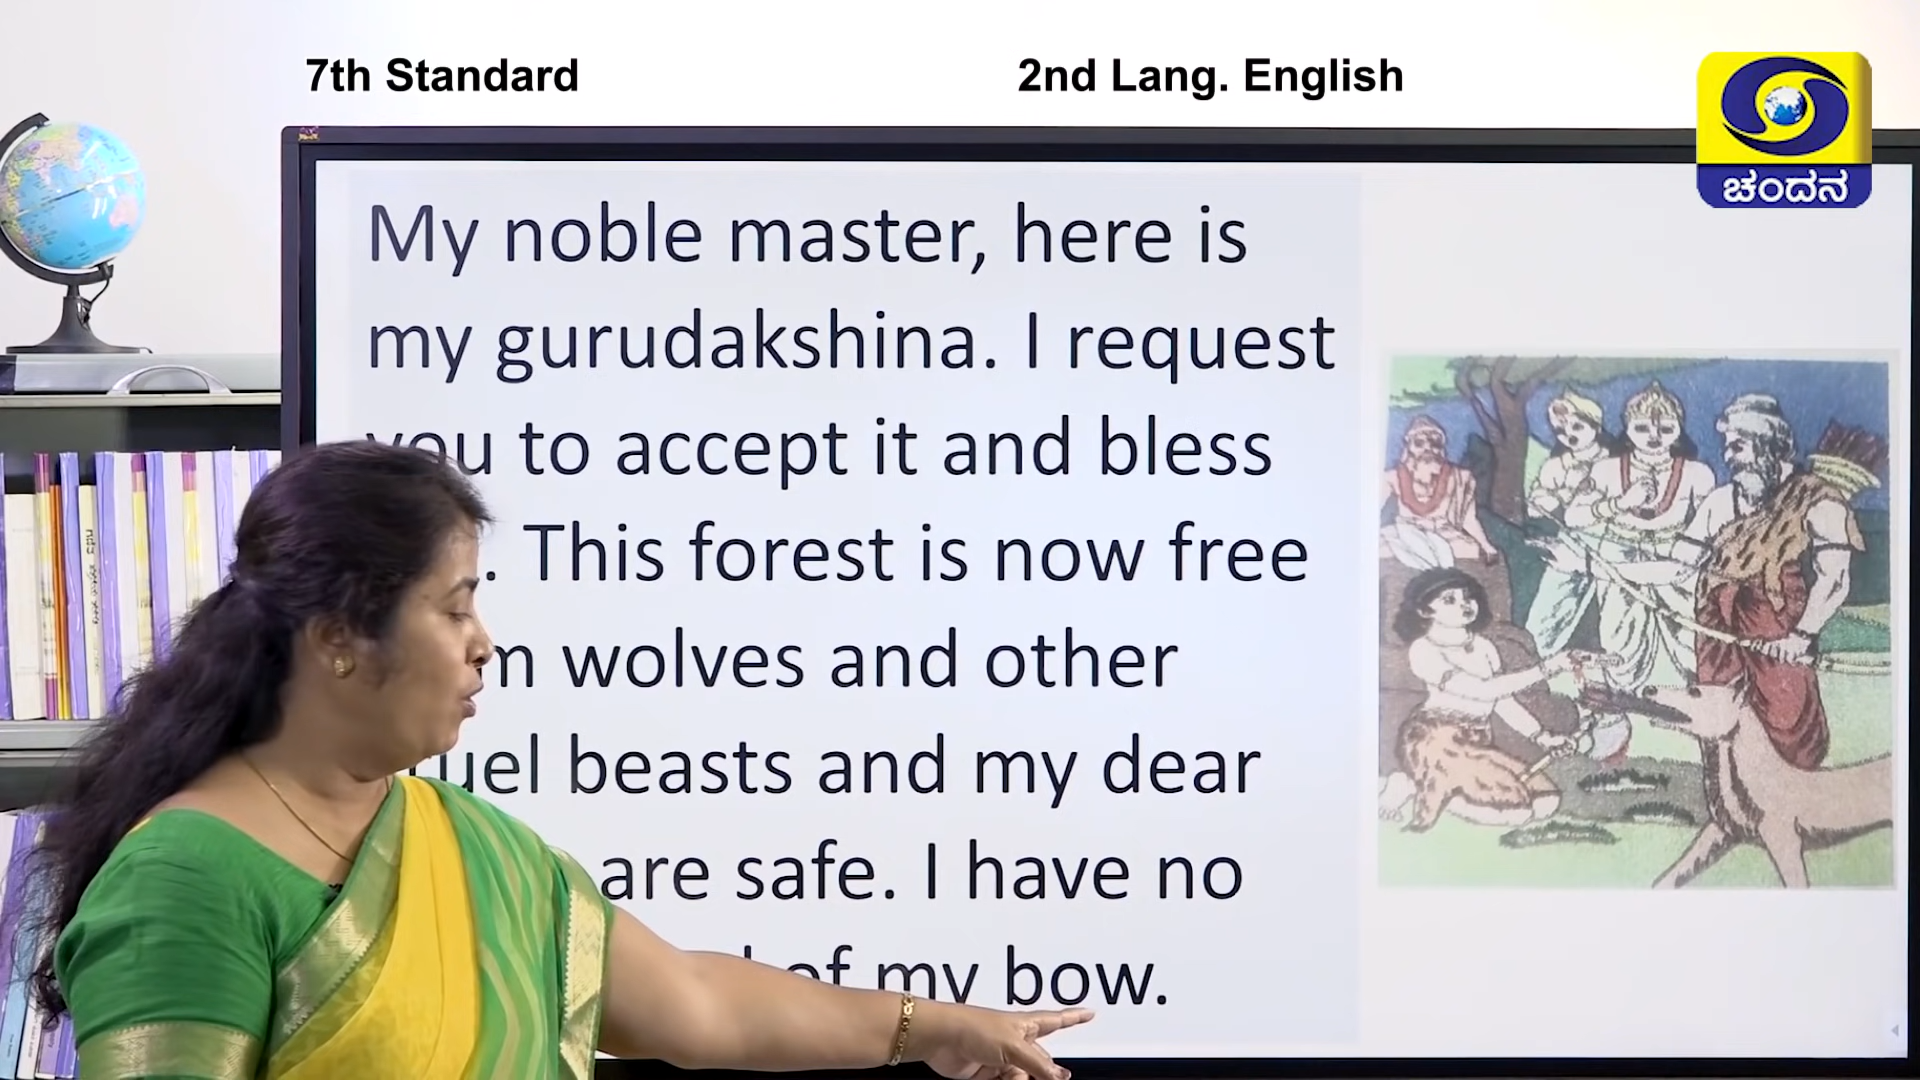 7th Standard
2nd Lang. English
ಚಂದನ
My noble master, here is
my gurudakshina. I request
you to accept it and bless
. This forest is now free
wolves and other
beasts and my dear
are safe. I have no
of my bow.